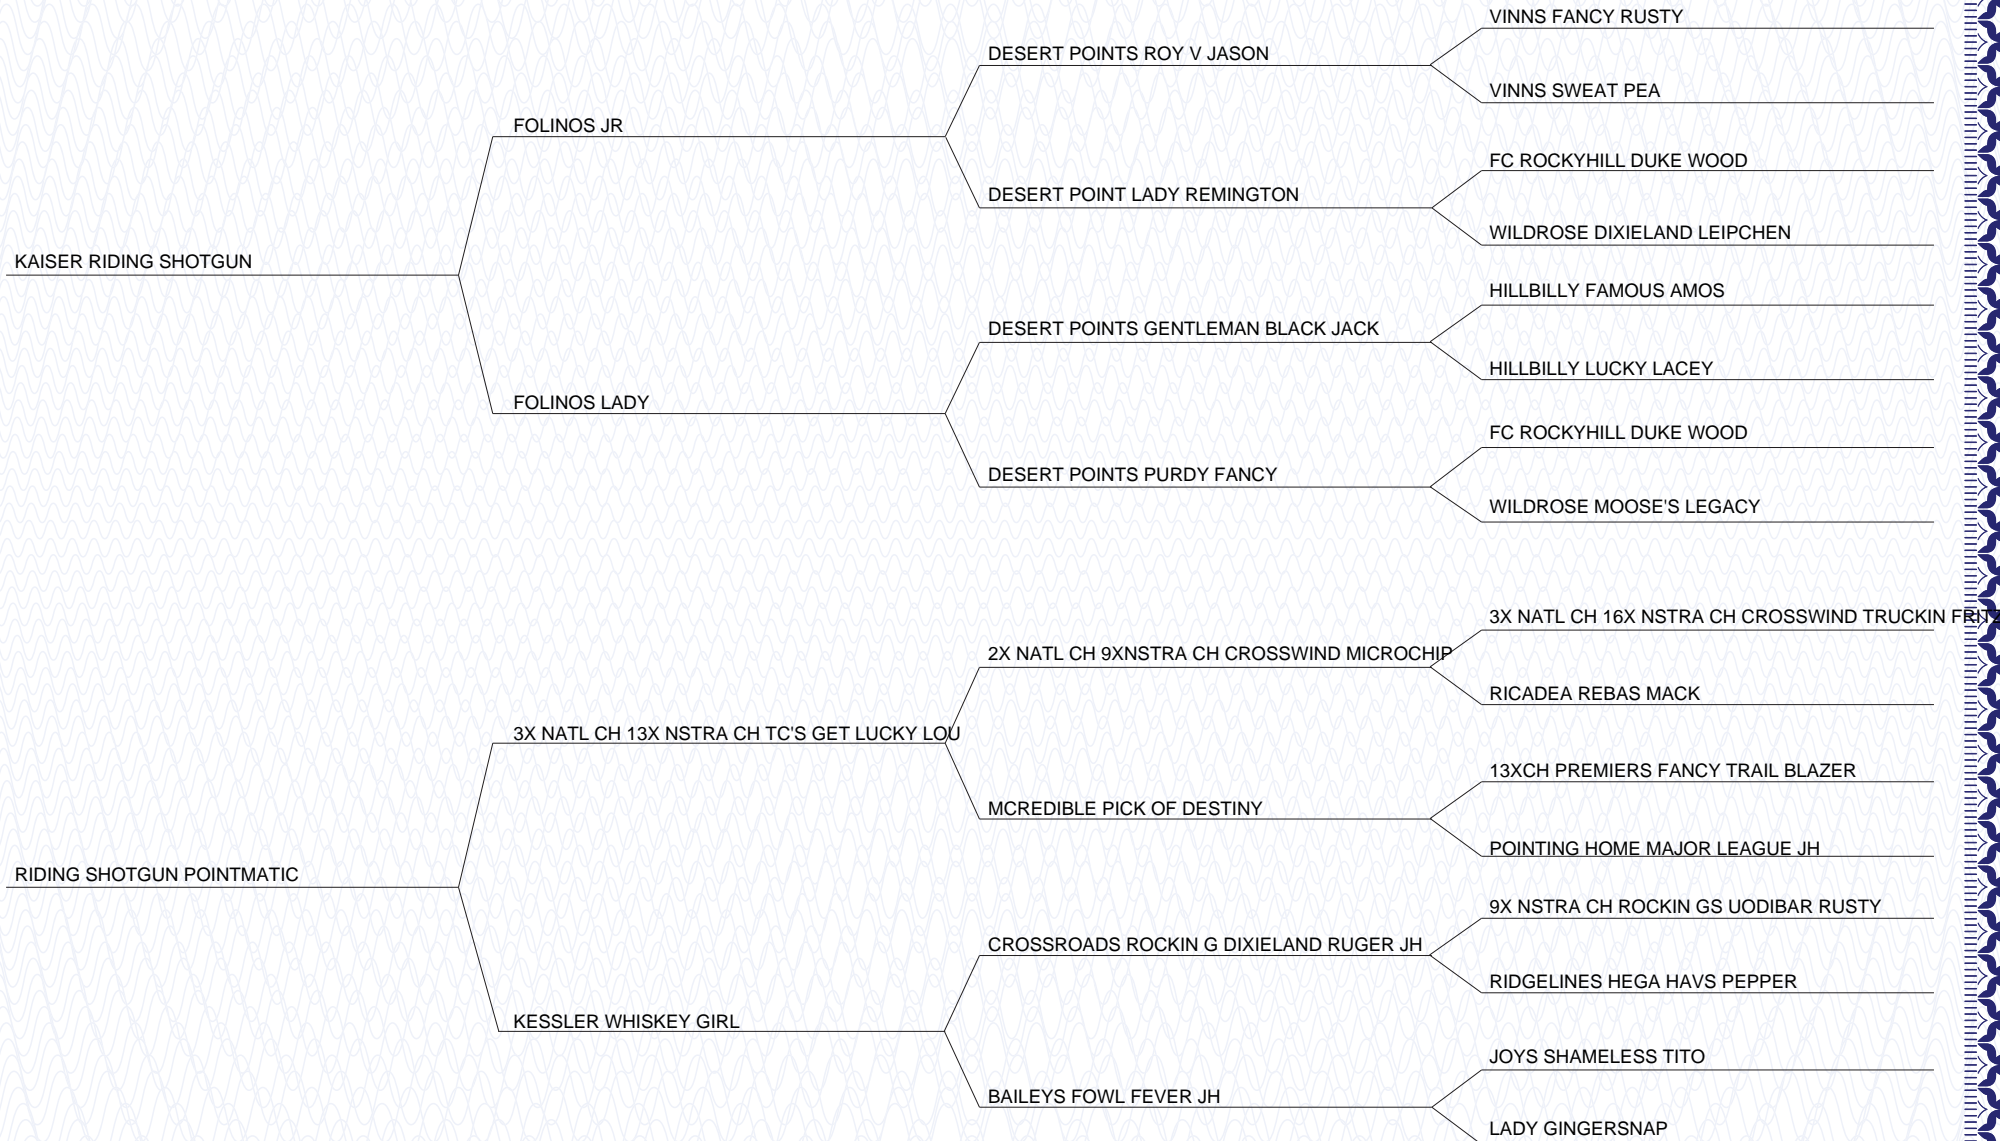 VINNS FANCY RUSTY
DESERT POINTS ROY V JASON
VINNS SWEAT PEA
FOLINOS JR
FC ROCKYHILL DUKE WOOD
DESERT POINT LADY REMINGTON
WILDROSE DIXIELAND LEIPCHEN
KAISER RIDING SHOTGUN
HILLBILLY FAMOUS AMOS
DESERT POINTS GENTLEMAN BLACK JACK
HILLBILLY LUCKY LACEY
FOLINOS LADY
FC ROCKYHILL DUKE WOOD
DESERT POINTS PURDY FANCY
WILDROSE MOOSE'S LEGACY
3X NATL CH 16X NSTRA CH CROSSWIND TRUCKIN FRITZ
2X NATL CH 9XNSTRA CH CROSSWIND MICROCHIP
RICADEA REBAS MACK
3X NATL CH 13X NSTRA CH TC'S GET LUCKY LOU
13XCH PREMIERS FANCY TRAIL BLAZER
MCREDIBLE PICK OF DESTINY
POINTING HOME MAJOR LEAGUE JH
RIDING SHOTGUN POINTMATIC
9X NSTRA CH ROCKIN GS UODIBAR RUSTY
CROSSROADS ROCKIN G DIXIELAND RUGER JH
RIDGELINES HEGA HAVS PEPPER
KESSLER WHISKEY GIRL
JOYS SHAMELESS TITO
BAILEYS FOWL FEVER JH
LADY GINGERSNAP